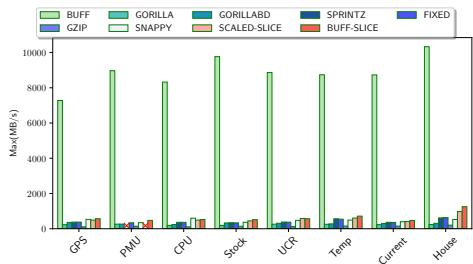 BUFF GORILLA GORILLABD SPRINTZ FIXED
GZIP SNAPPY SCALED-SLICE BUFF-SLICE
Max(MB/s)
10000
8000
6000
4000
2000
0
GPS PMU CPU Stock UCR Temp Current House